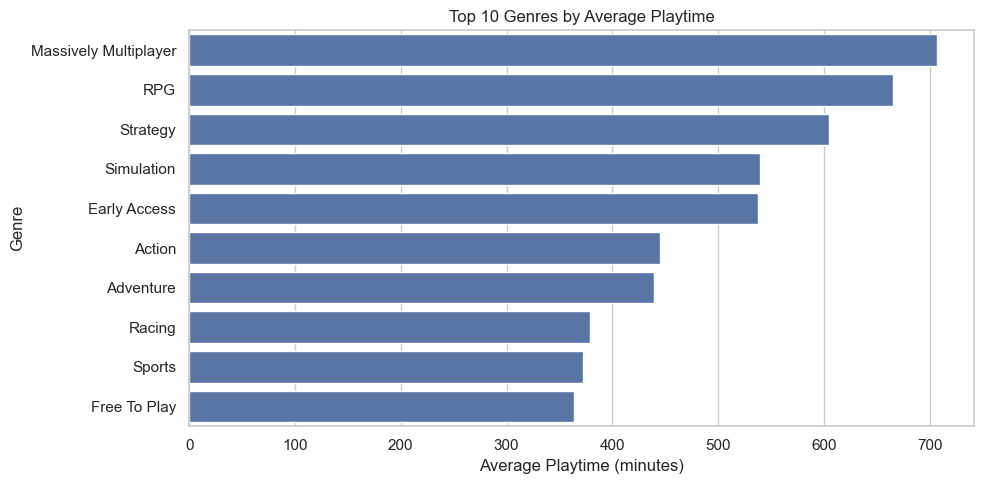 Top 10 Genres by Average Playtime
Massively Multiplayer
RPG
Strategy
Simulation
Early Access
Action
Adventure
Racing
Sports
Free To Play
Genre
0 100 200 300 400 500 600 700
Average Playtime (minutes)